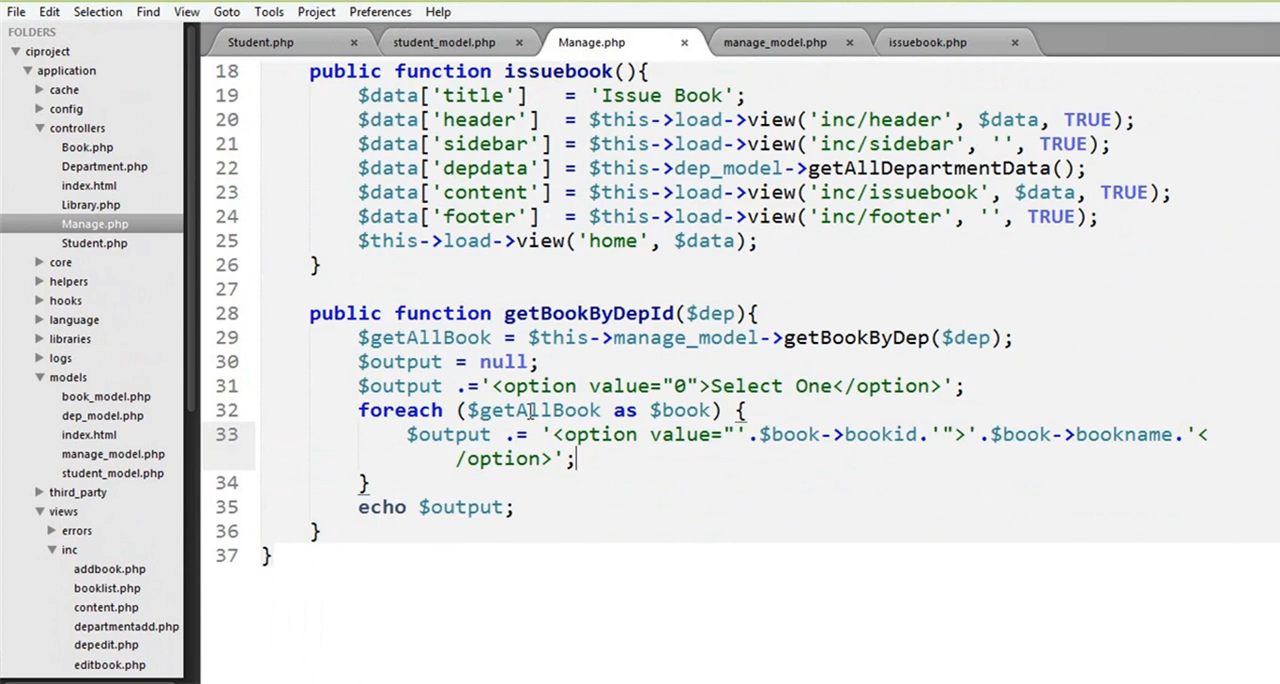 File Edit Selection Find View Goto Tools Project Preferences Help
FOLDERS
ciproject
application
cache
config
controllers
Book.php
Department.php
index.html
Library.php
Manage.php
Student.php
core
helpers
hooks
language
libraries
logs
models
book_model.php
dep_model.php
index.html
manage_model.php
student_model.php
third_party
views
errors
inc
addbook.php
booklist.php
content.php
departmentadd.php
depedit.php
editbook.php
Student.php × student_model.php × Manage.php × manage_model.php × issuebook.php ×
18 public function issuebook(){
19 $data['title']   = 'Issue Book';
20 $data['header']  = $this->load->view('inc/header', $data, TRUE);
21 $data['sidebar'] = $this->load->view('inc/sidebar', '', TRUE);
22 $data['depdata'] = $this->dep_model->getAllDepartmentData();
23 $data['content'] = $this->load->view('inc/issuebook', $data, TRUE);
24 $data['footer']  = $this->load->view('inc/footer', '', TRUE);
25 $this->load->view('home', $data);
26 }
27
28 public function getBookByDepId($dep){
29 $getAllBook = $this->manage_model->getBookByDep($dep);
30 $output = null;
31 $output .='<option value="0">Select One</option>';
32 foreach ($getAllBook as $book) {
33 $output .= '<option value="'.$book->bookid.'">'.$book->bookname.'<
/option>';
34 }
35 echo $output;
36 }
37 }